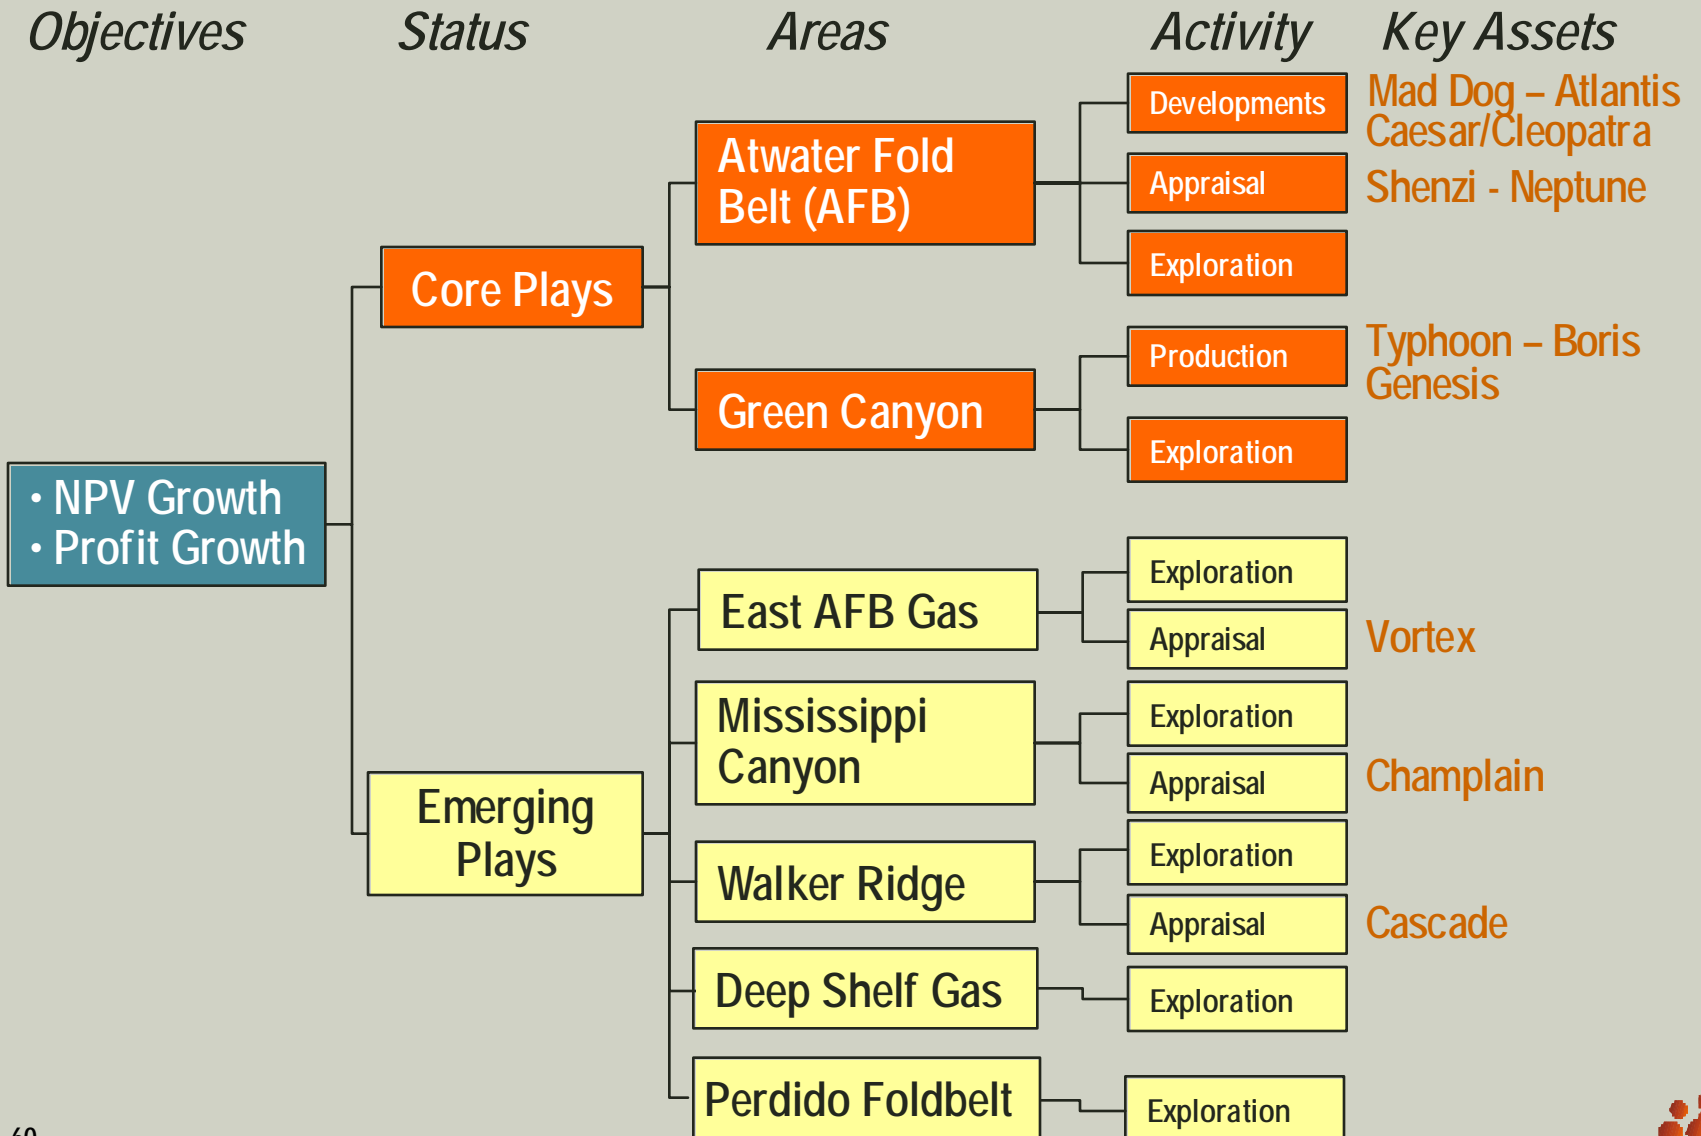 Objectives Status Areas Activity Key Assets
Developments
Mad Dog – Atlantis
Caesar/Cleopatra
Atwater Fold
Belt (AFB)
Appraisal
Shenzi - Neptune
Exploration
Core Plays
Production
Typhoon – Boris
Genesis
Green Canyon
Exploration
• NPV Growth
• Profit Growth
East AFB Gas
Exploration
Appraisal
Vortex
Mississippi
Canyon
Exploration
Appraisal
Champlain
Emerging
Plays
Walker Ridge
Exploration
Appraisal
Cascade
Deep Shelf Gas
Exploration
Perdido Foldbelt
Exploration